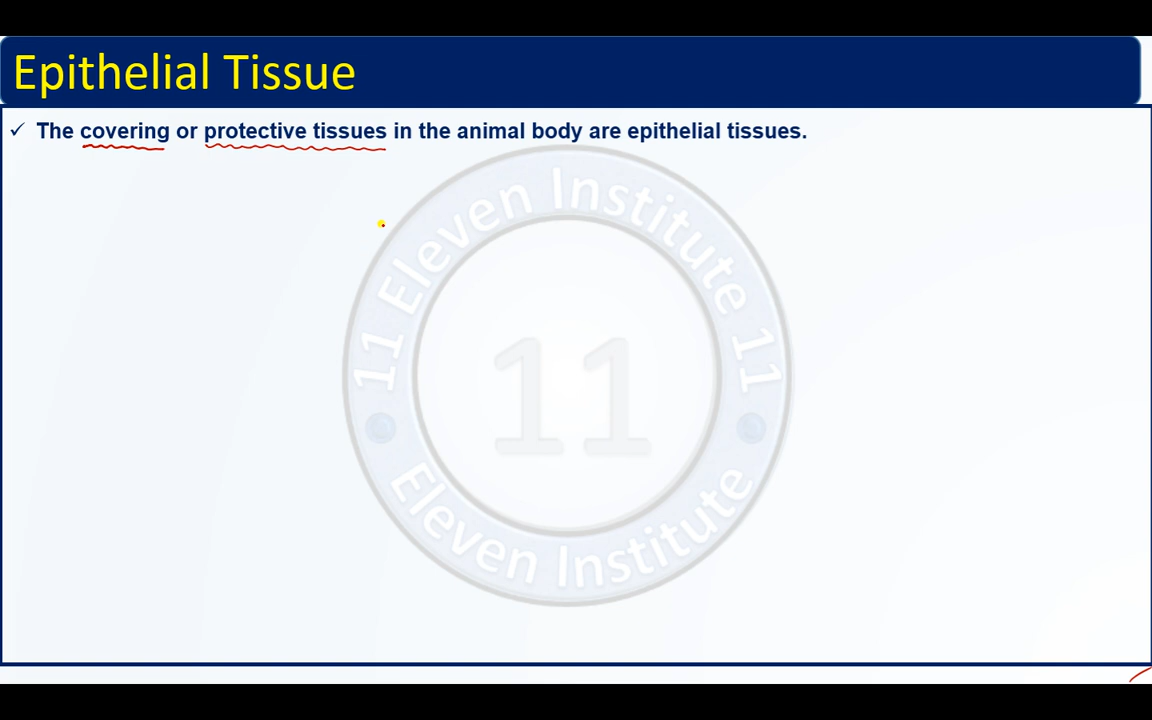 Epithelial Tissue
✓ The covering or protective tissues in the animal body are epithelial tissues.
11 Eleven Institute 11
11
Eleven Institute